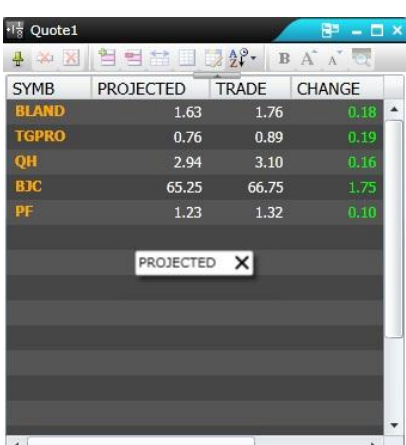 Quote1
B A A
SYMB PROJECTED TRADE CHANGE
BLAND 1.63 1.76 0.18
TGPRO 0.76 0.89 0.19
QH 2.94 3.10 0.16
BJC 65.25 66.75 1.75
PF 1.23 1.32 0.10
PROJECTED